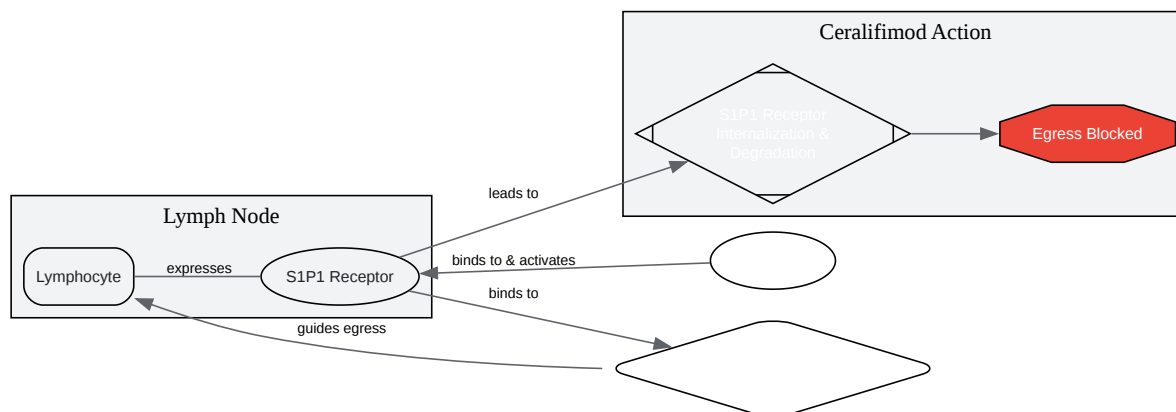 Ceralifimod Action
S1P1 Receptor
Internalization &
Degradation
Egress Blocked
leads to
Lymph Node
Lymphocyte
expresses
S1P1 Receptor
binds to & activates
binds to
guides egress